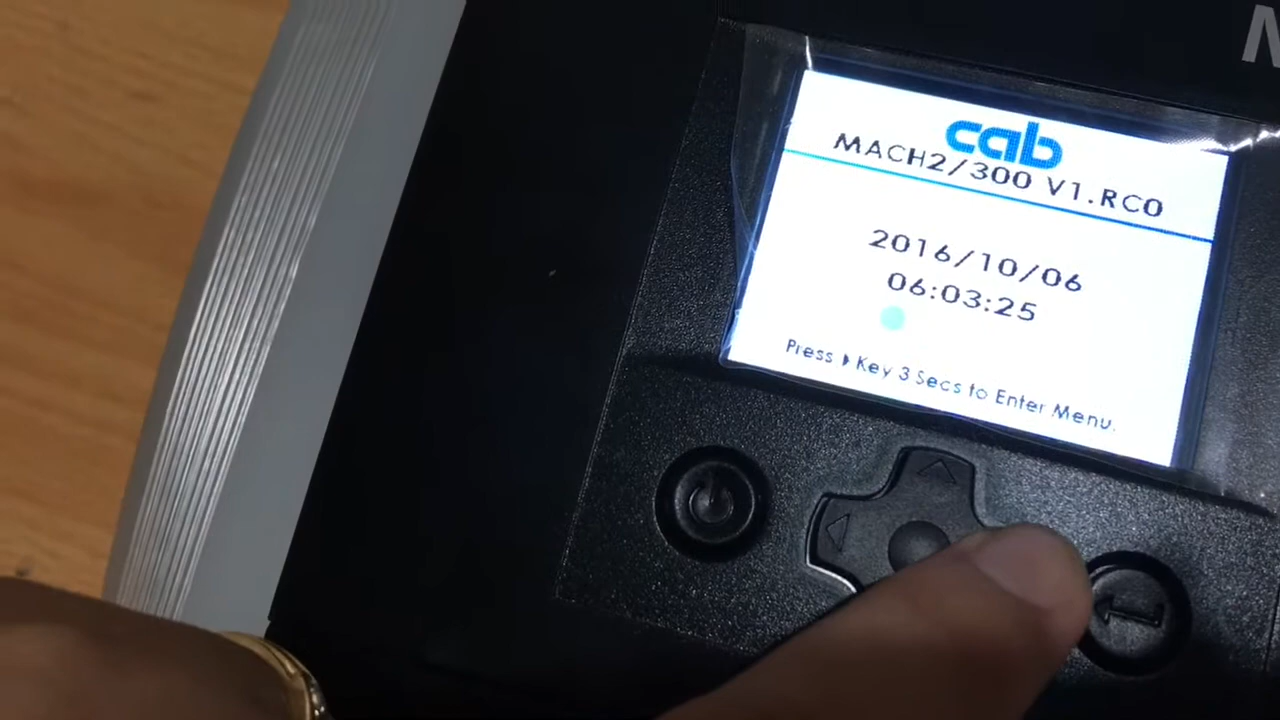 cab
MACH2/300 V1.RC0
2016/10/06
06:03:25
Press Key 3 Secs to Enter Menu.